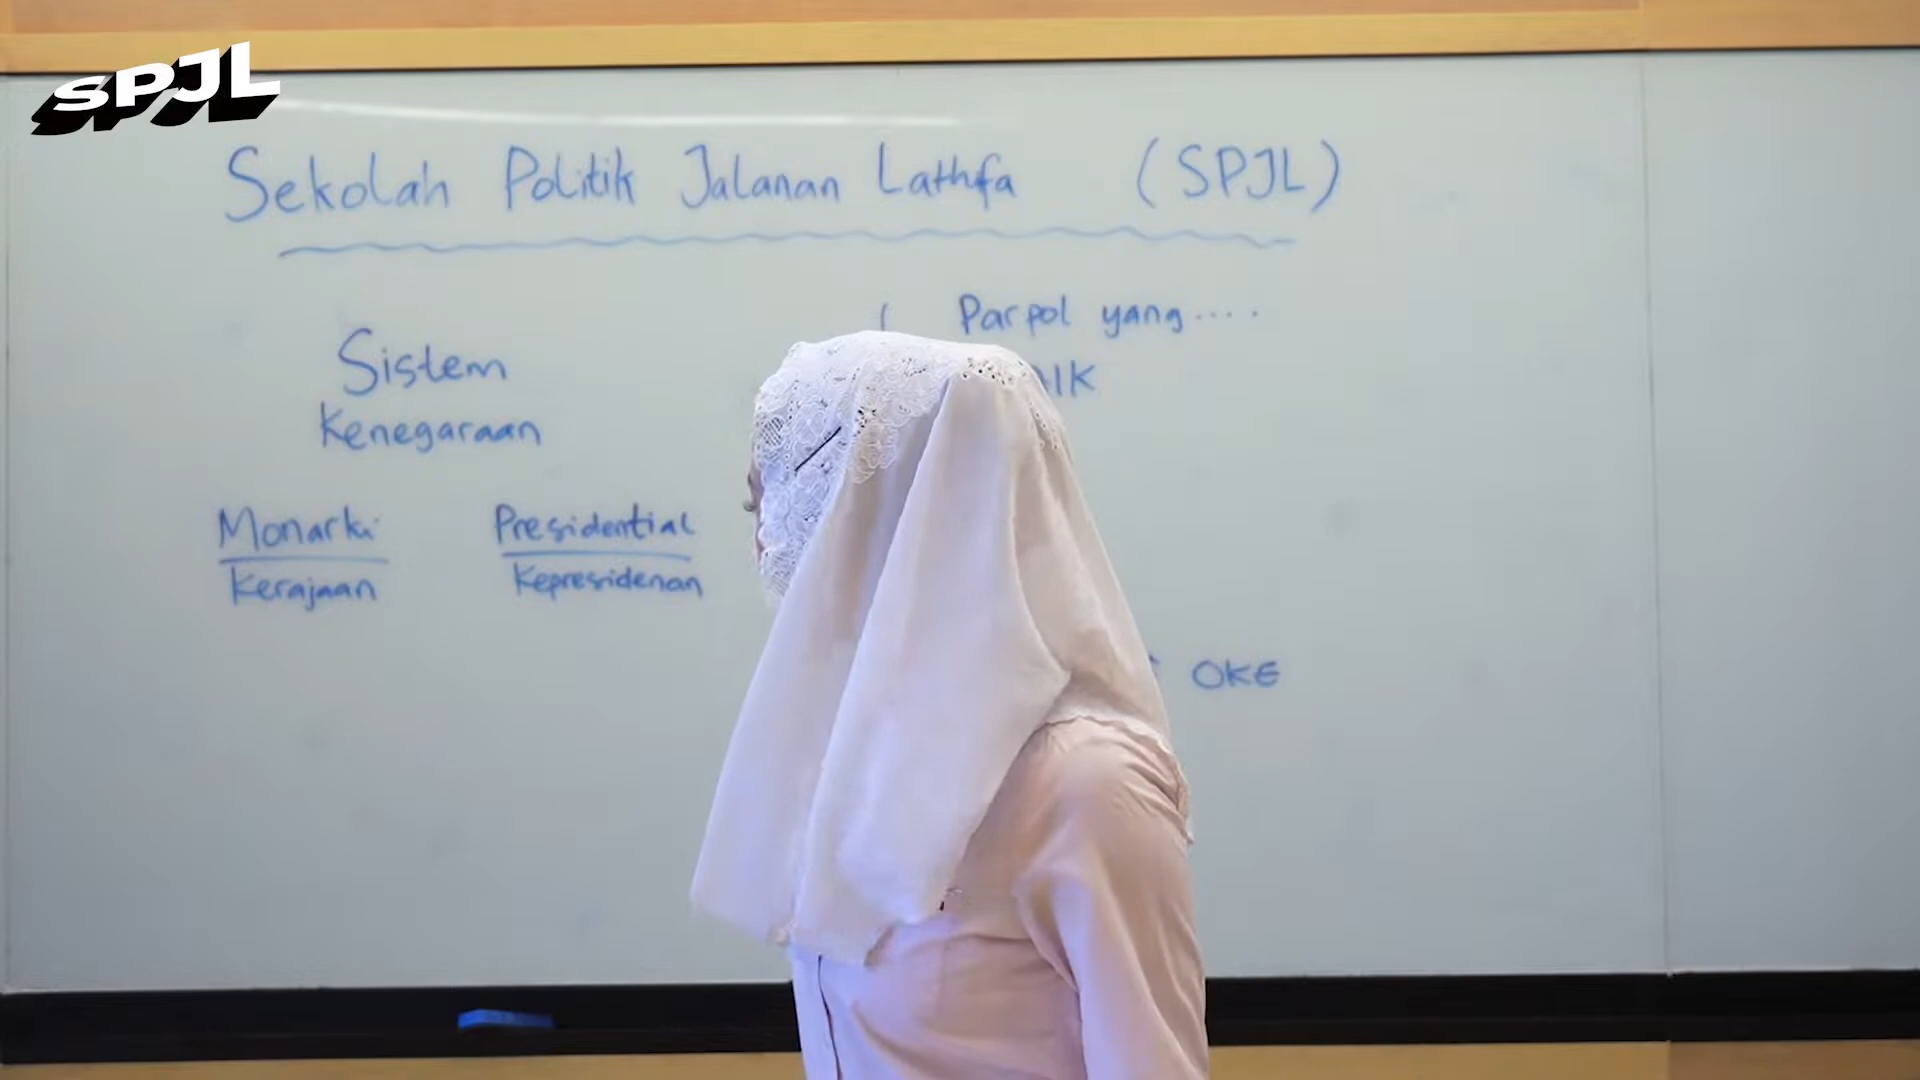 SPJL
Sekolah Politik Jalanan Lathfa (SPJL)
Sistem
Kenegaraan
Monarki
Kerajaan
Presidential
Kepresidenan
Parpol yang.....
OKE